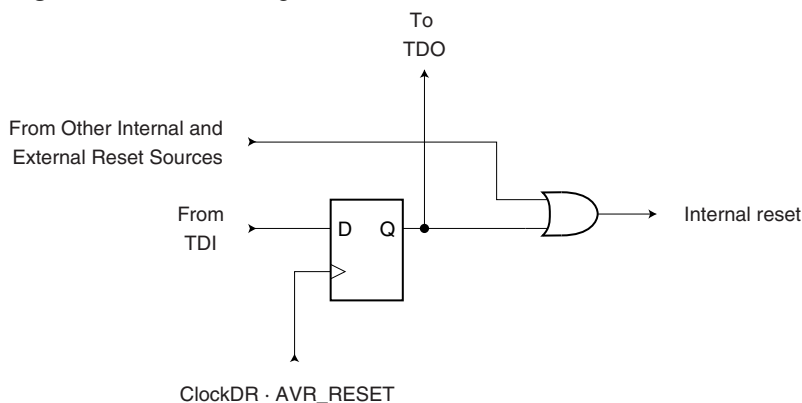 To
TDO
From Other Internal and
External Reset Sources
From
TDI
D Q
Internal reset
ClockDR · AVR_RESET